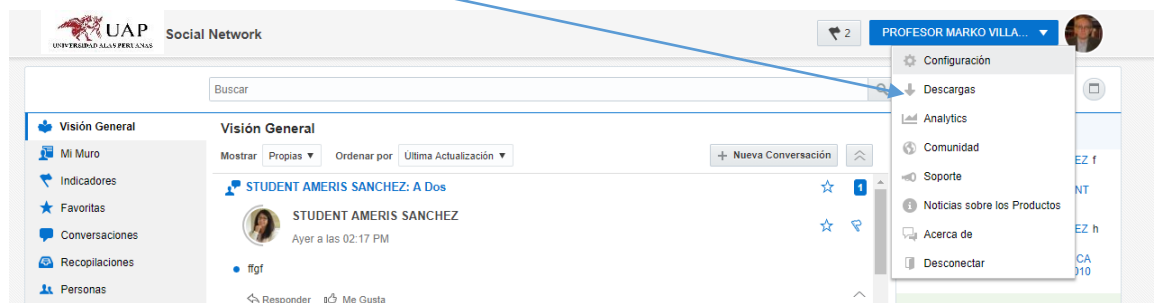 UAP
UNIVERSIDAD ALAS PERUANAS
Social Network
2
PROFESOR MARKO VILLA...
Configuración
Descargas
Analytics
Comunidad
Soporte
Noticias sobre los Productos
Acerca de
Desconectar
Buscar
Visión General
Mi Muro
Indicadores
Favoritas
Conversaciones
Recopilaciones
Personas
Visión General
Mostrar Propias Ordenar por Última Actualización
+ Nueva Conversación
STUDENT AMERIS SANCHEZ: A Dos
1
STUDENT AMERIS SANCHEZ
Ayer a las 02:17 PM
ffgf
Responder Me Gusta
EZ f
NT
EZ h
CA
010